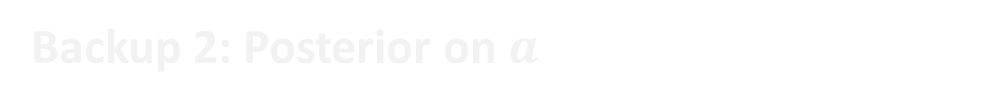 Backup 2: Posterior on 𝑎